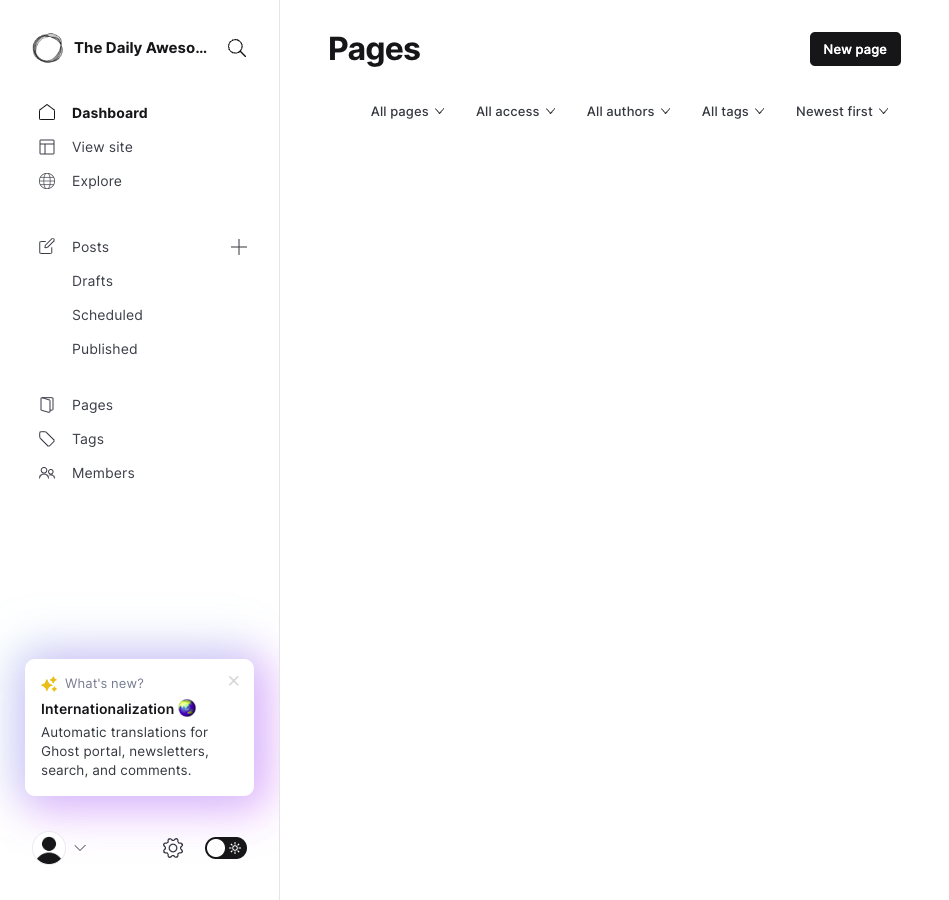 The Daily Aweso...
Dashboard
View site
Explore
Posts
Drafts
Scheduled
Published
Pages
Tags
Members
What's new?
Internationalization 🌏
Automatic translations for
Ghost portal, newsletters,
search, and comments.
Pages
New page
All pages
All access
All authors
All tags
Newest first